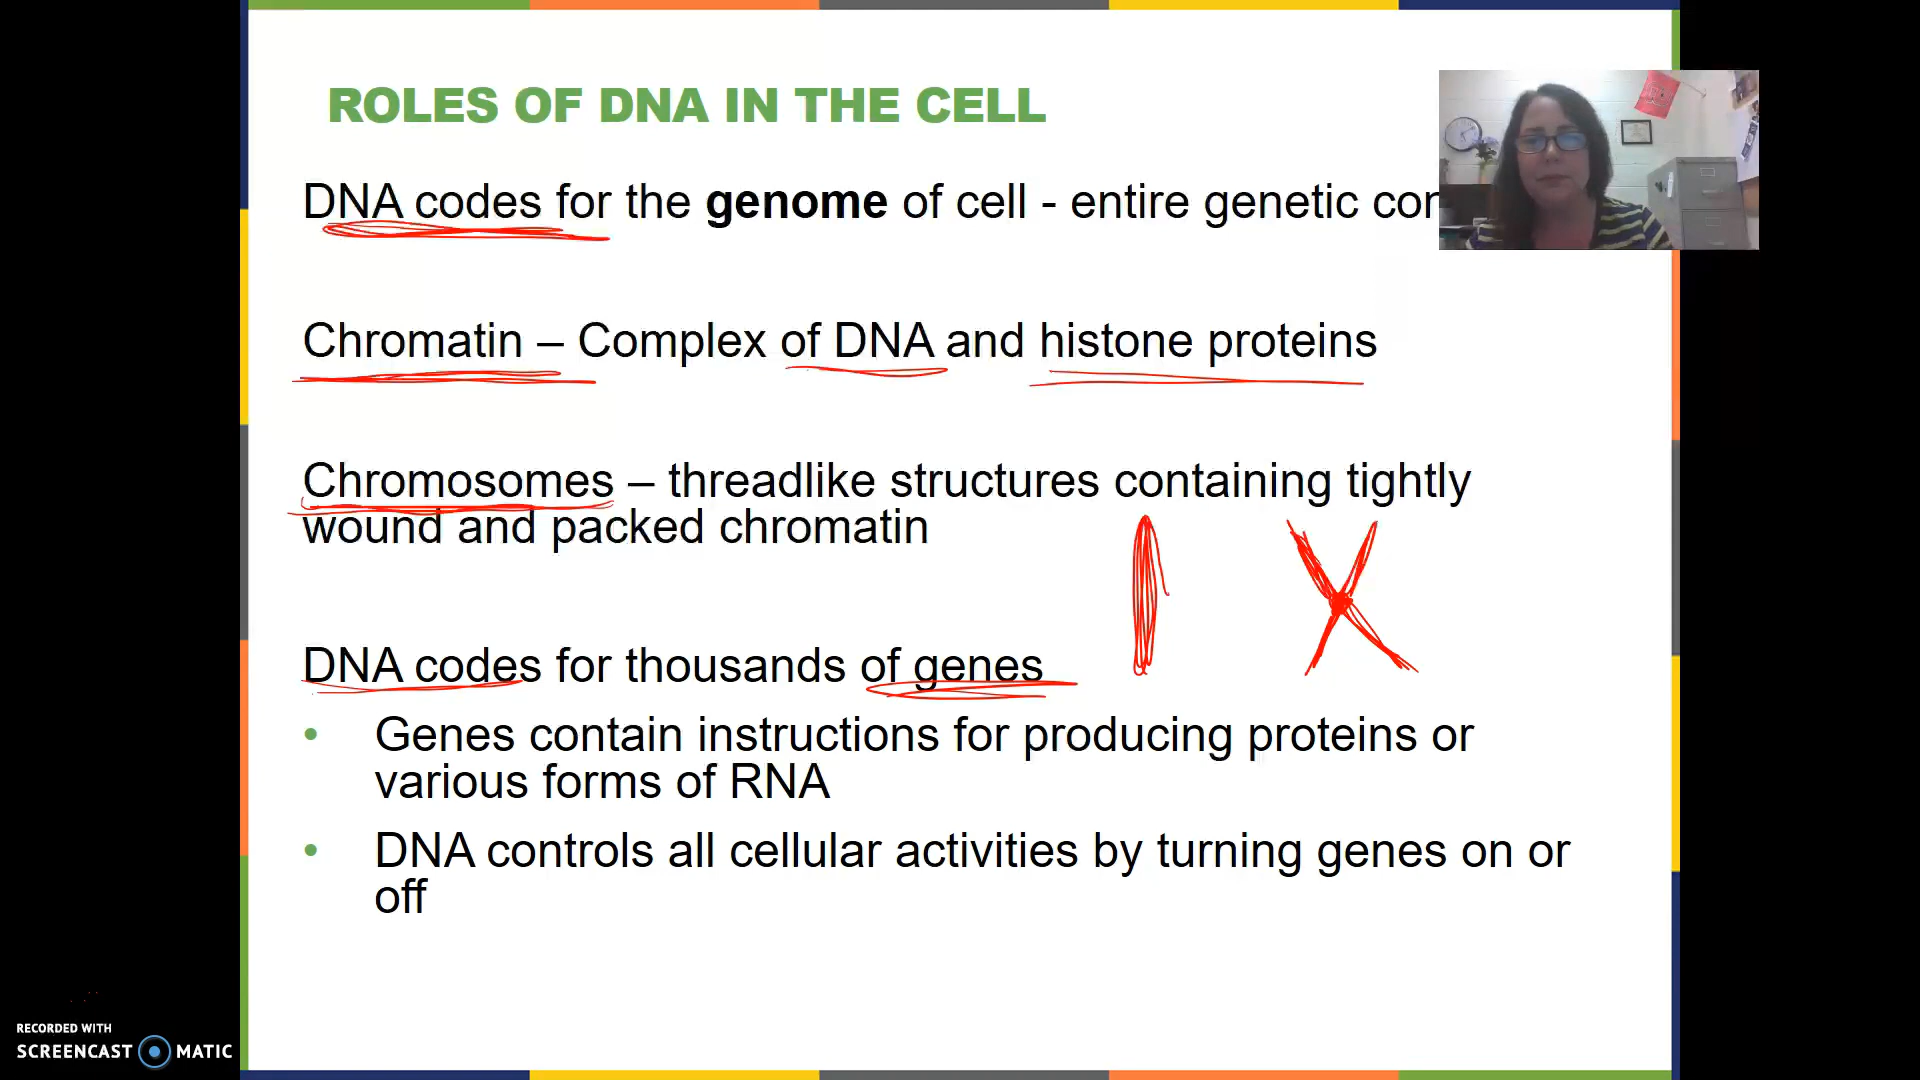 ROLES OF DNA IN THE CELL
DNA codes for the genome of cell - entire genetic con
Chromatin – Complex of DNA and histone proteins
Chromosomes – threadlike structures containing tightly
wound and packed chromatin
DNA codes for thousands of genes
• Genes contain instructions for producing proteins or
various forms of RNA
• DNA controls all cellular activities by turning genes on or
off
RECORDED WITH
SCREENCAST MATIC